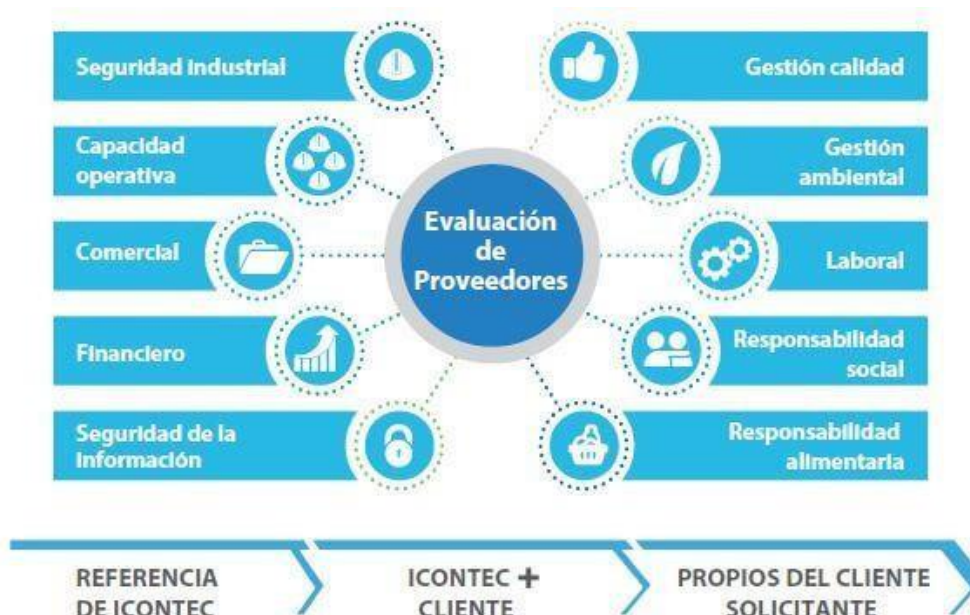 Seguridad industrial
Capacidad
operativa
Comercial
Financiero
Seguridad de la
información
Evaluación
de
Proveedores
Gestión calidad
Gestión
ambiental
Laboral
Responsabilidad
social
Responsabilidad
alimentaria
REFERENCIA
DE ICONTEC
ICONTEC +
CLIENTE
PROPIOS DEL CLIENTE
SOLICITANTE